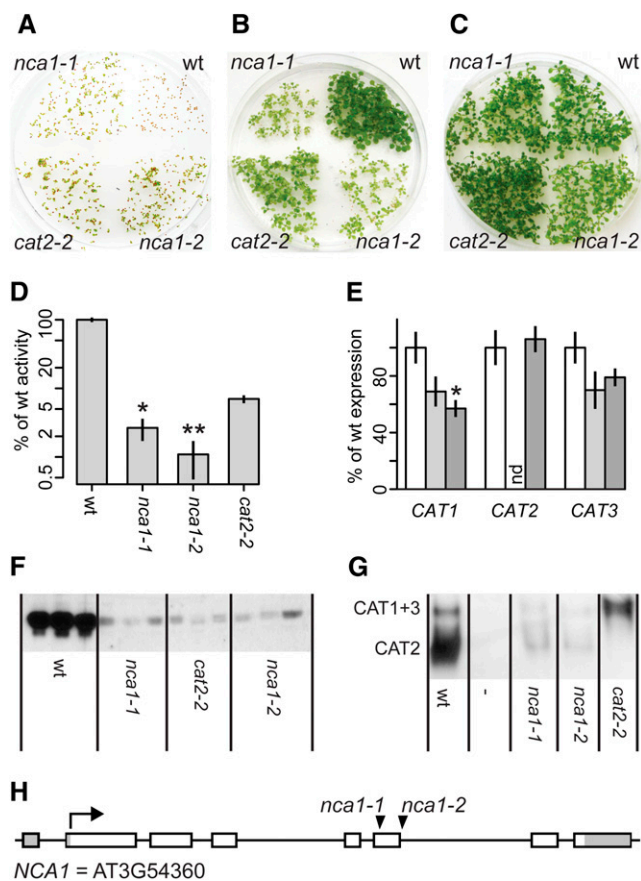 A B C
nca1-1 wt nca1-1 wt nca1-1 wt
cat2-2 nca1-2 cat2-2 nca1-2 cat2-2 nca1-2
D
% of wt activity
100
5
2
0.5
* **
wt nca1-1 nca1-2 cat2-2
E
% of wt expression
80
40
0
*
nd
CAT1 CAT2 CAT3
F
wt nca1-1 cat2-2 nca1-2
G
CAT1+3
CAT2
wt - nca1-1 nca1-2 cat2-2
H
nca1-1 nca1-2
NCA1 = AT3G54360